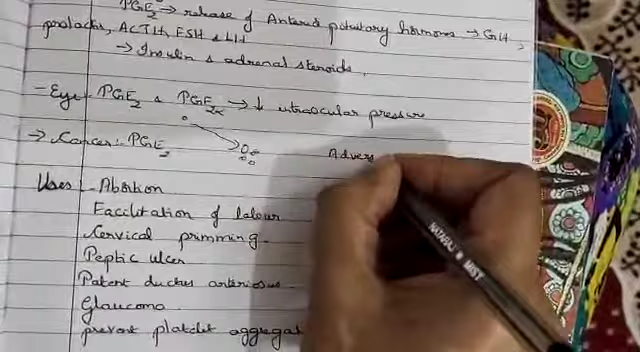 PGE2 → release of Anterior pituitary hormones → GH,
prolactin, ACTH, FSH & LH
→ Insulin & adrenal steroids.
- Eye:- PGE2 & PGF2α → ↓ intraocular pressure
→ Cancer:- PGE2
Advers
Uses:- Abortion
Facilitation of labour
Cervical primming
Peptic ulcer
Patent ductus arteriosus
Glaucoma
prevent platelet aggregat
NATARAJ MIST